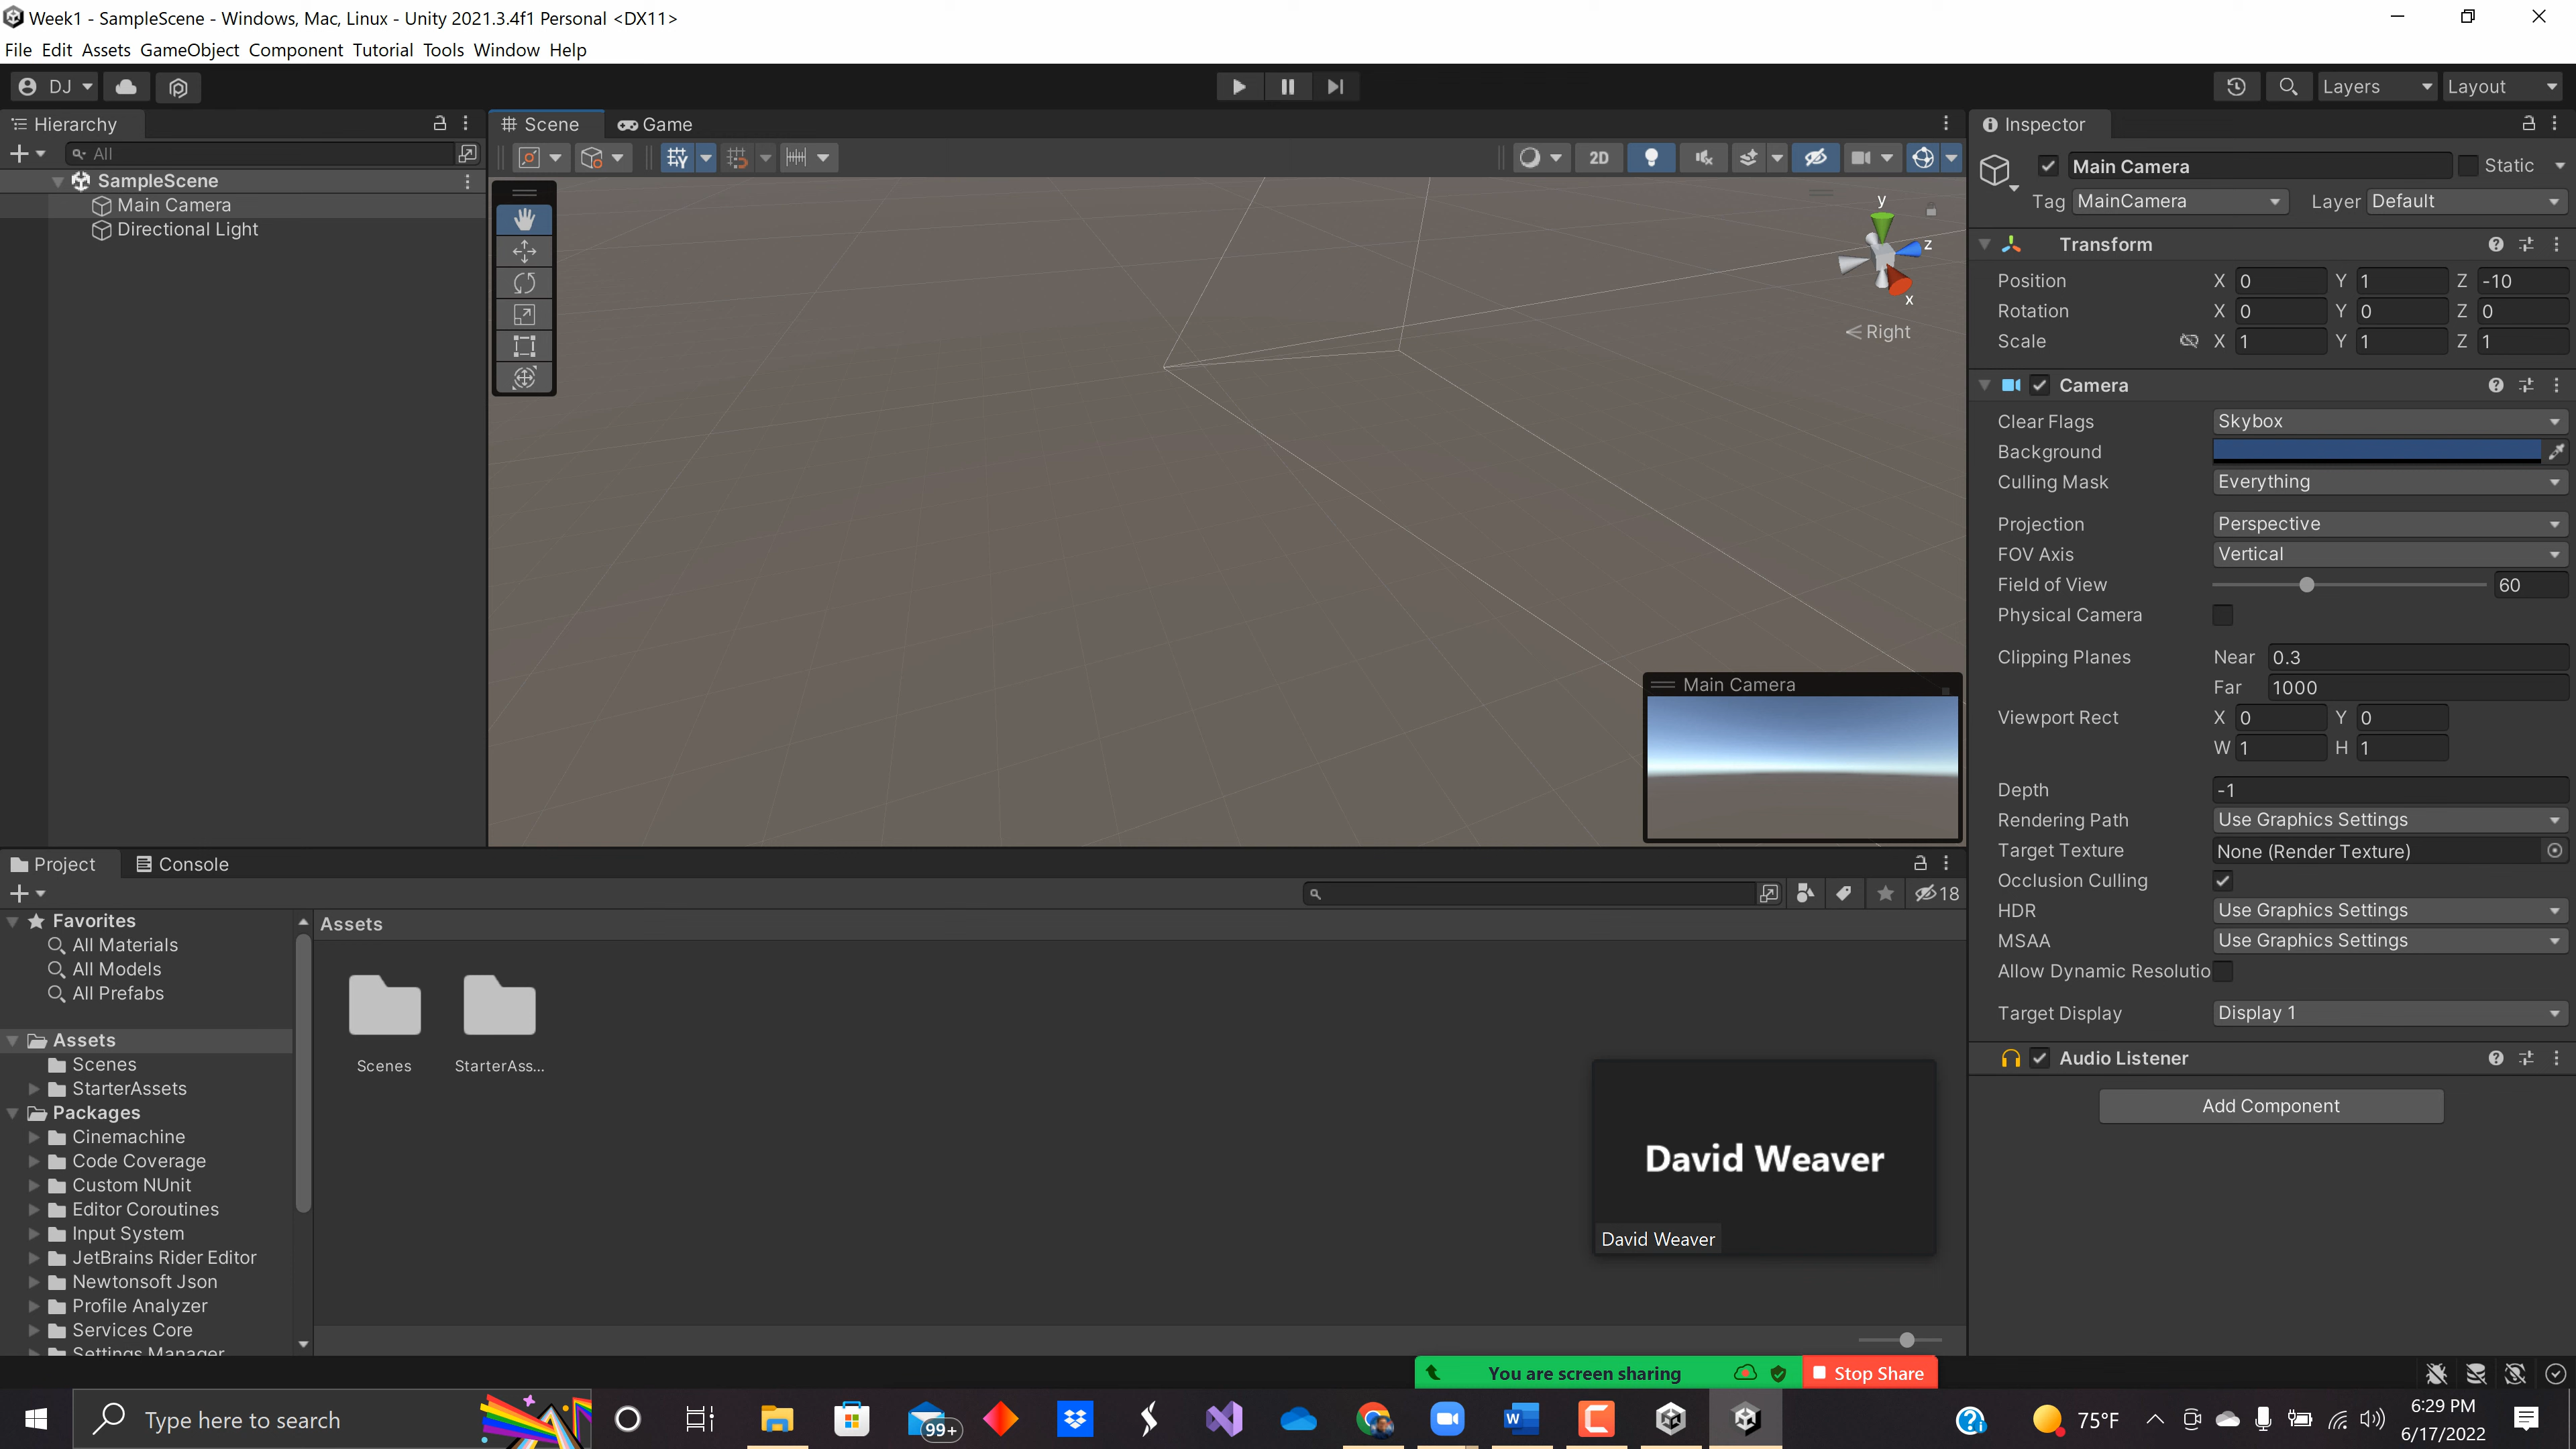 Week1 - SampleScene - Windows, Mac, Linux - Unity 2021.3.4f1 Personal <DX11>
File Edit Assets GameObject Component Tutorial Tools Window Help
DJ
Layers
Layout
Hierarchy
All
SampleScene
Main Camera
Directional Light
Scene
Game
2D
y
z
x
Right
Main Camera
Inspector
Main Camera
Static
Tag MainCamera
Layer Default
Transform
Position X 0 Y 1 Z -10
Rotation X 0 Y 0 Z 0
Scale X 1 Y 1 Z 1
Camera
Clear Flags Skybox
Background
Culling Mask Everything
Projection Perspective
FOV Axis Vertical
Field of View 60
Physical Camera
Clipping Planes Near 0.3
Far 1000
Viewport Rect X 0 Y 0
W 1 H 1
Depth -1
Rendering Path Use Graphics Settings
Target Texture None (Render Texture)
Occlusion Culling
HDR Use Graphics Settings
MSAA Use Graphics Settings
Allow Dynamic Resolutio
Target Display Display 1
Audio Listener
Add Component
Project
Console
18
Favorites
All Materials
All Models
All Prefabs
Assets
Scenes
StarterAssets
Packages
Cinemachine
Code Coverage
Custom NUnit
Editor Coroutines
Input System
JetBrains Rider Editor
Newtonsoft Json
Profile Analyzer
Services Core
Settings Manager
Assets
Scenes
StarterAss...
David Weaver
David Weaver
You are screen sharing
Stop Share
Type here to search
99+
75°F
6:29 PM
6/17/2022